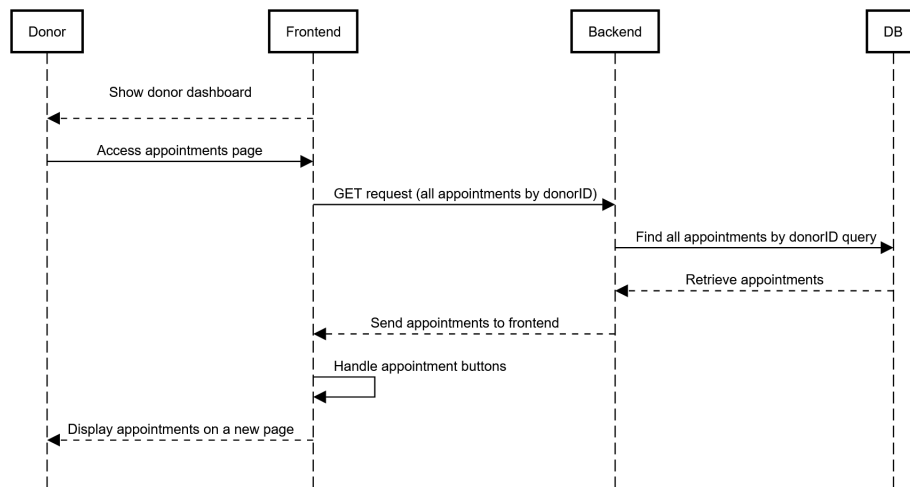 Donor
Frontend
Backend
DB
Show donor dashboard
Access appointments page
GET request (all appointments by donorID)
Find all appointments by donorID query
Retrieve appointments
Send appointments to frontend
Handle appointment buttons
Display appointments on a new page